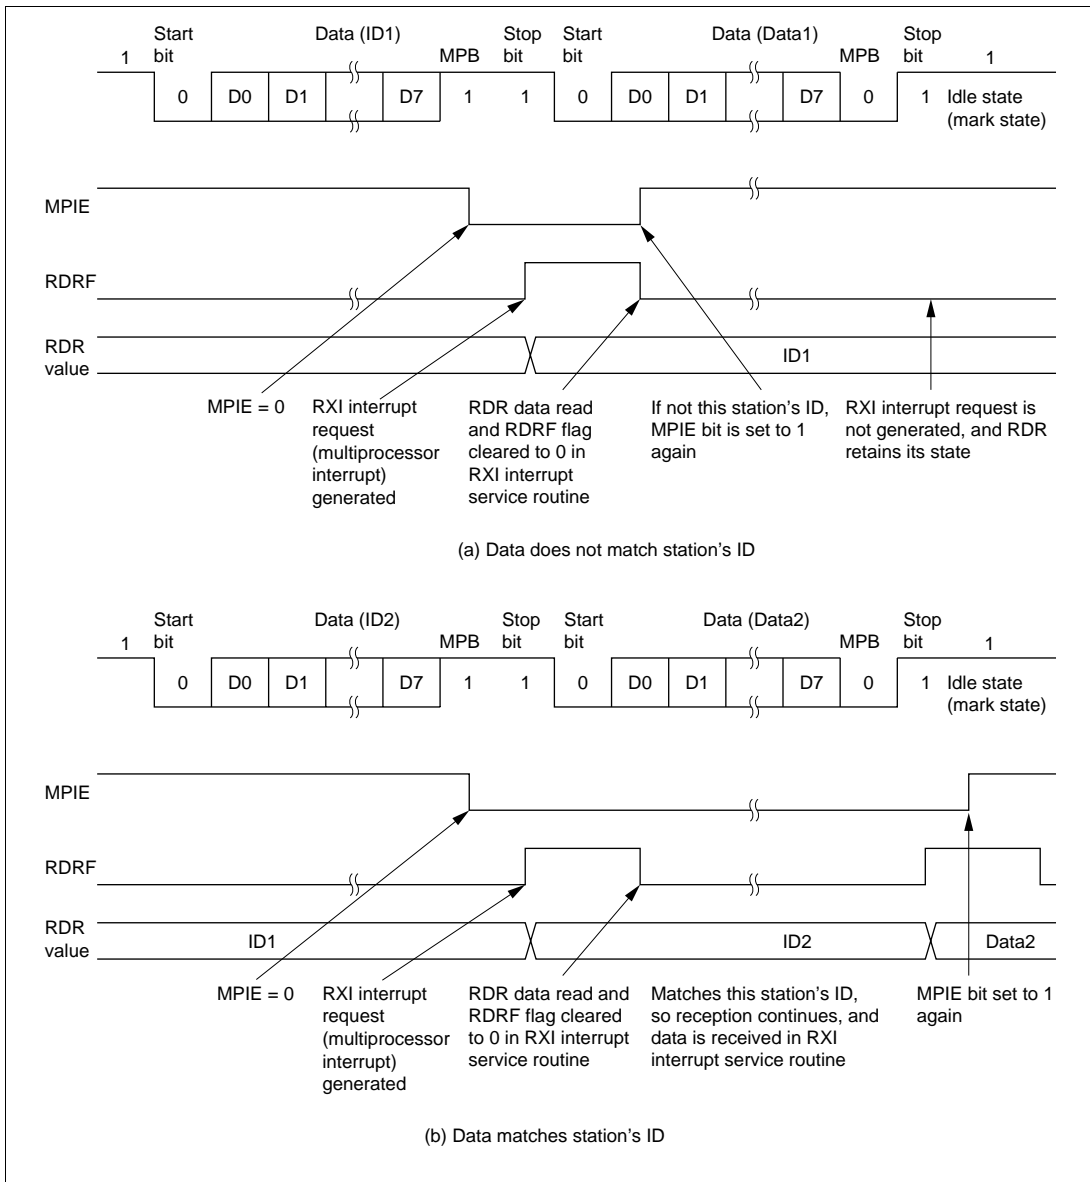 Start bit Data (ID1) MPB Stop bit Start bit Data (Data1) MPB Stop bit
1 1
0 D0 D1 D7 1 1 0 D0 D1 D7 0 1 Idle state (mark state)
MPIE
RDRF
RDR value
ID1
MPIE = 0
RXI interrupt
request
(multiprocessor
interrupt)
generated
RDR data read
and RDRF flag
cleared to 0 in
RXI interrupt
service routine
If not this station's ID,
MPIE bit is set to 1
again
RXI interrupt request is
not generated, and RDR
retains its state
(a) Data does not match station's ID
Start bit Data (ID2) MPB Stop bit Start bit Data (Data2) MPB Stop bit
1 1
0 D0 D1 D7 1 1 0 D0 D1 D7 0 1 Idle state (mark state)
MPIE
RDRF
RDR value
ID1 ID2 Data2
MPIE = 0
RXI interrupt
request
(multiprocessor
interrupt)
generated
RDR data read and
RDRF flag cleared
to 0 in RXI interrupt
service routine
Matches this station's ID,
so reception continues, and
data is received in RXI
interrupt service routine
MPIE bit set to 1
again
(b) Data matches station's ID